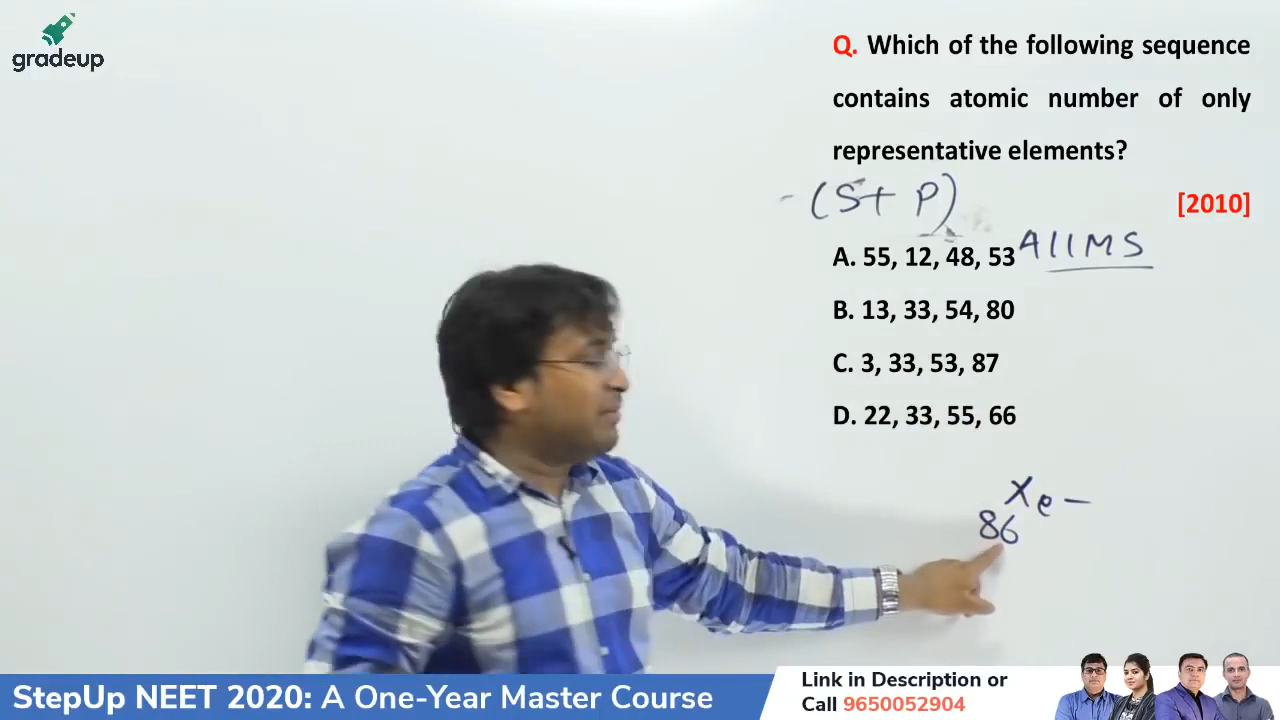 gradeup
Q. Which of the following sequence
contains atomic number of only
representative elements?
(S+ P)
[2010]
A. 55, 12, 48, 53
AIIMS
B. 13, 33, 54, 80
C. 3, 33, 53, 87
D. 22, 33, 55, 66
Xe –
86
StepUp NEET 2020: A One-Year Master Course
Link in Description or
Call 9650052904